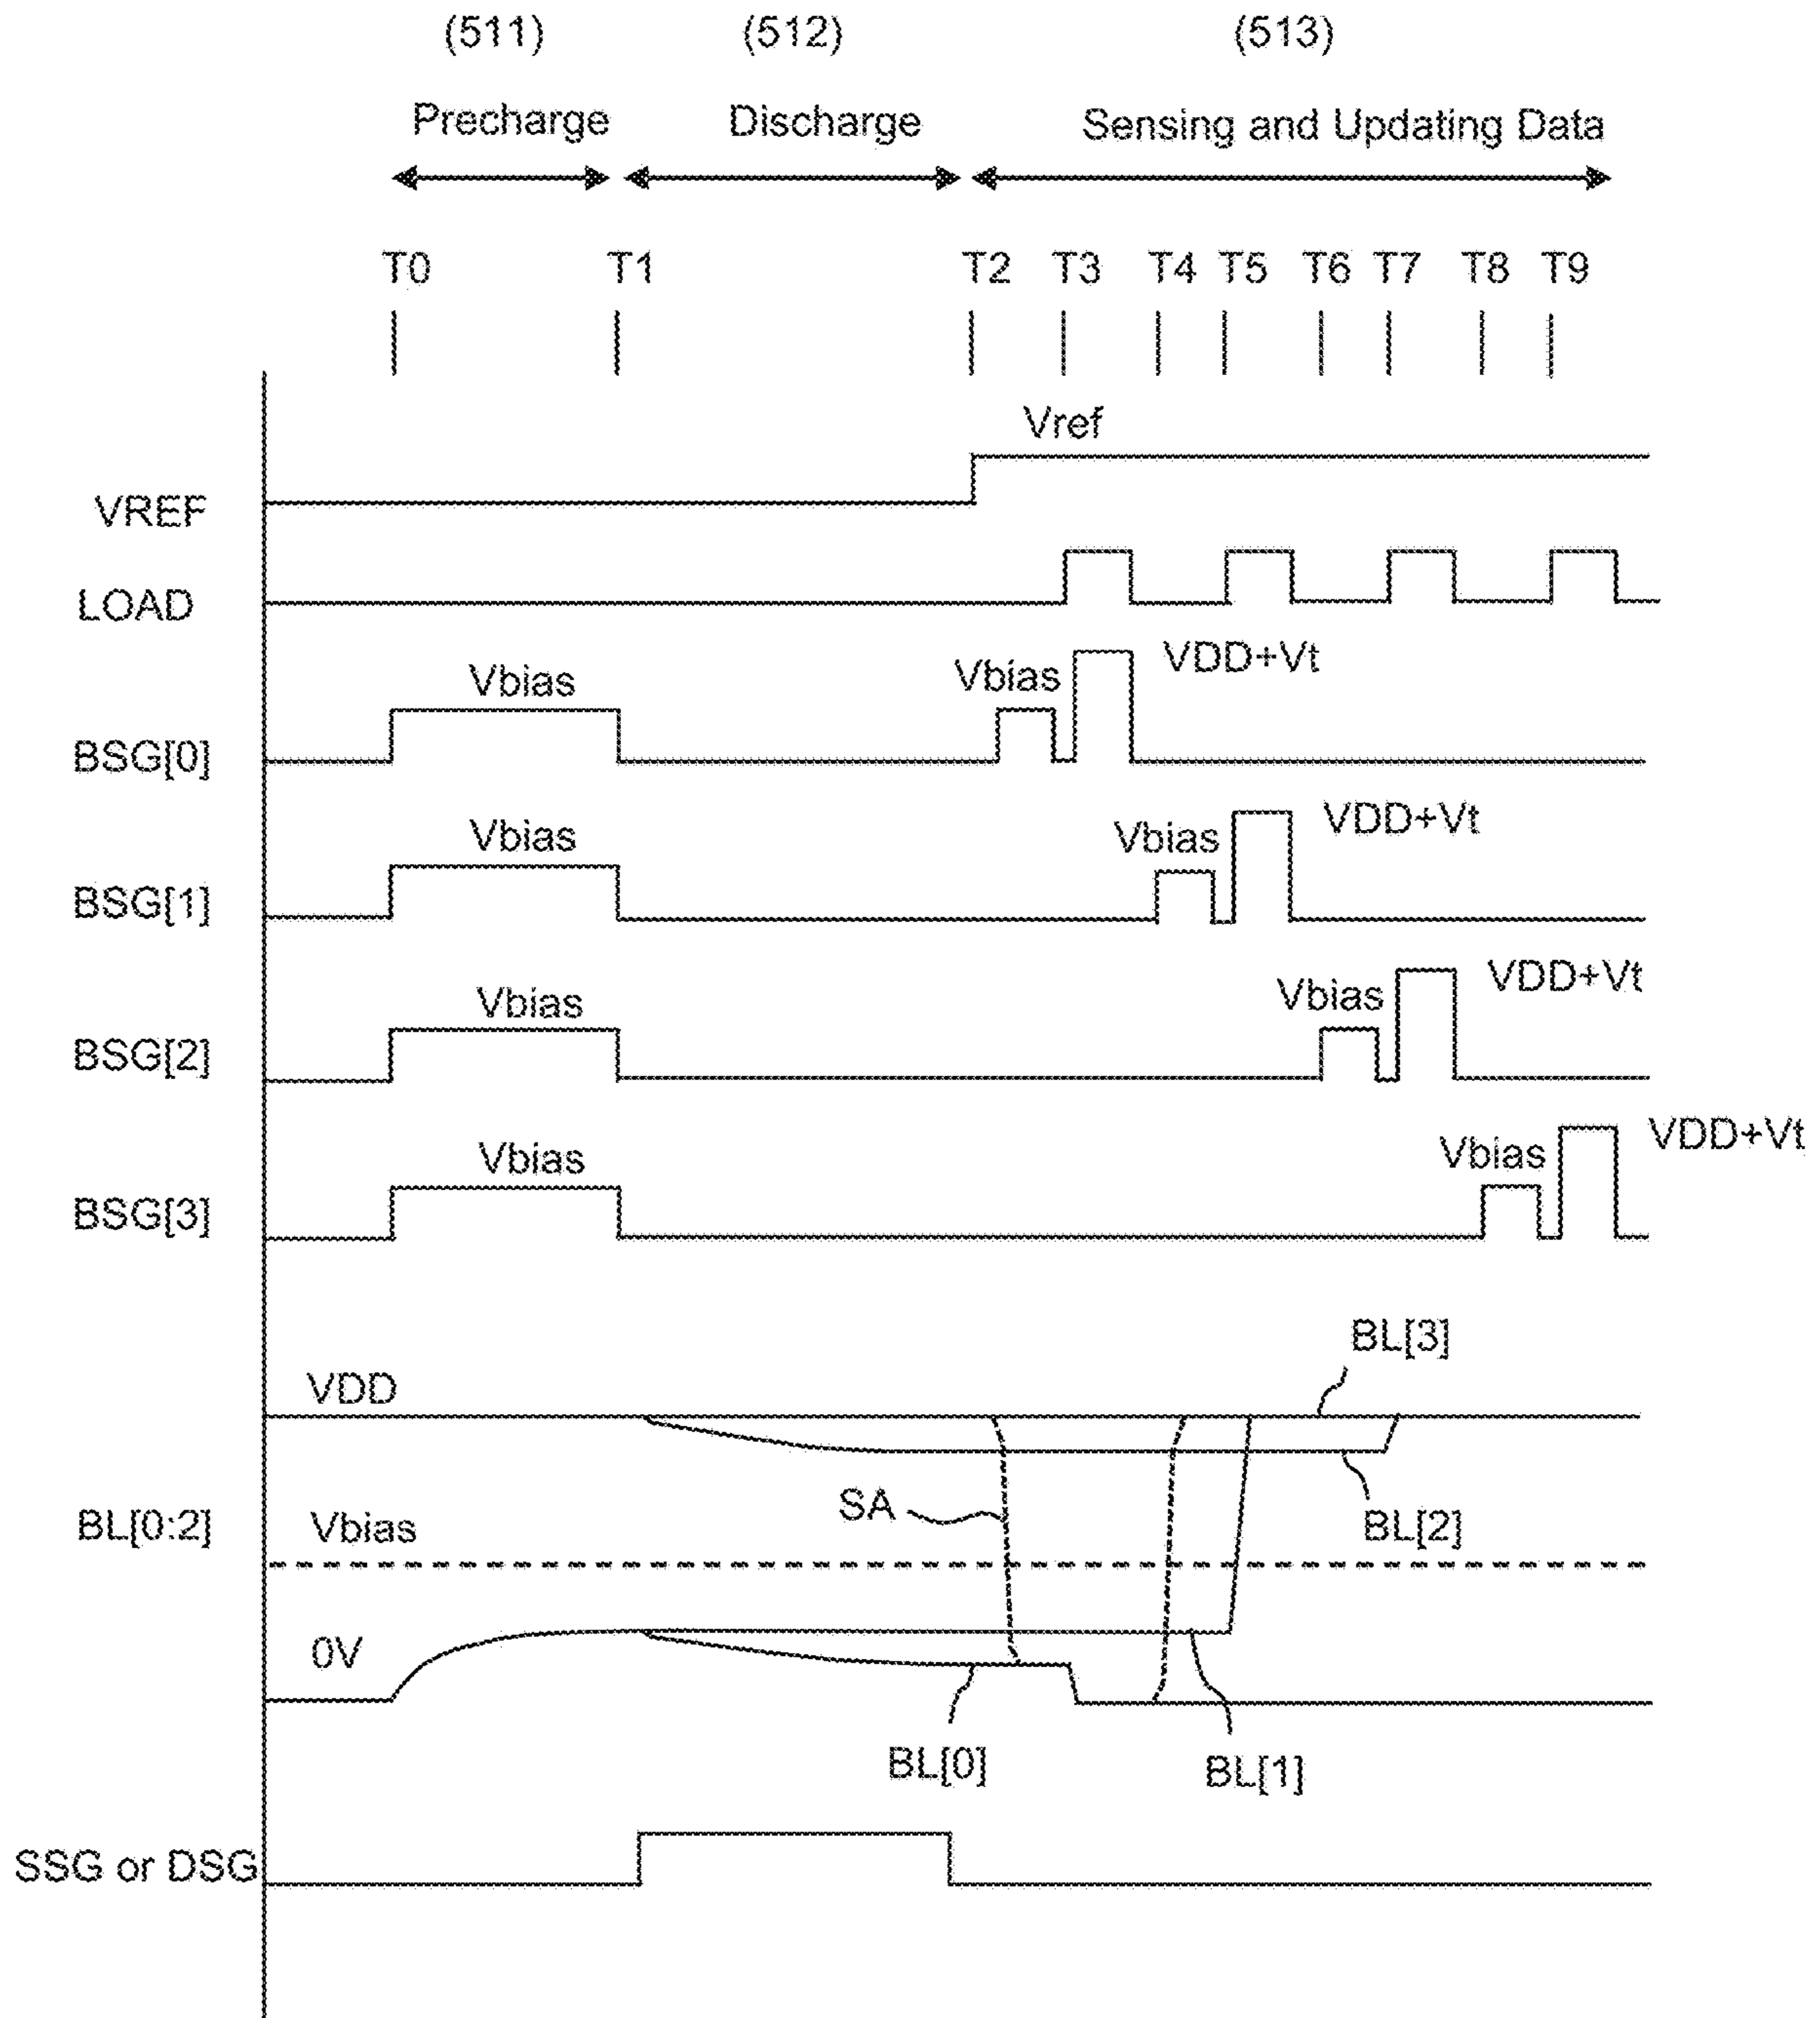 (511) (512) (513)
Precharge Discharge Sensing and Updating Data
T0 T1 T2 T3 T4 T5 T6 T7 T8 T9
Vref
VREF
LOAD
Vbias Vbias VDD+Vt
BSG[0]
Vbias Vbias VDD+Vt
BSG[1]
Vbias Vbias VDD+Vt
BSG[2]
Vbias Vbias VDD+Vt
BSG[3]
BL[3]
VDD
SA
BL[0:2] Vbias BL[2]
0V
BL[0] BL[1]
SSG or DSG